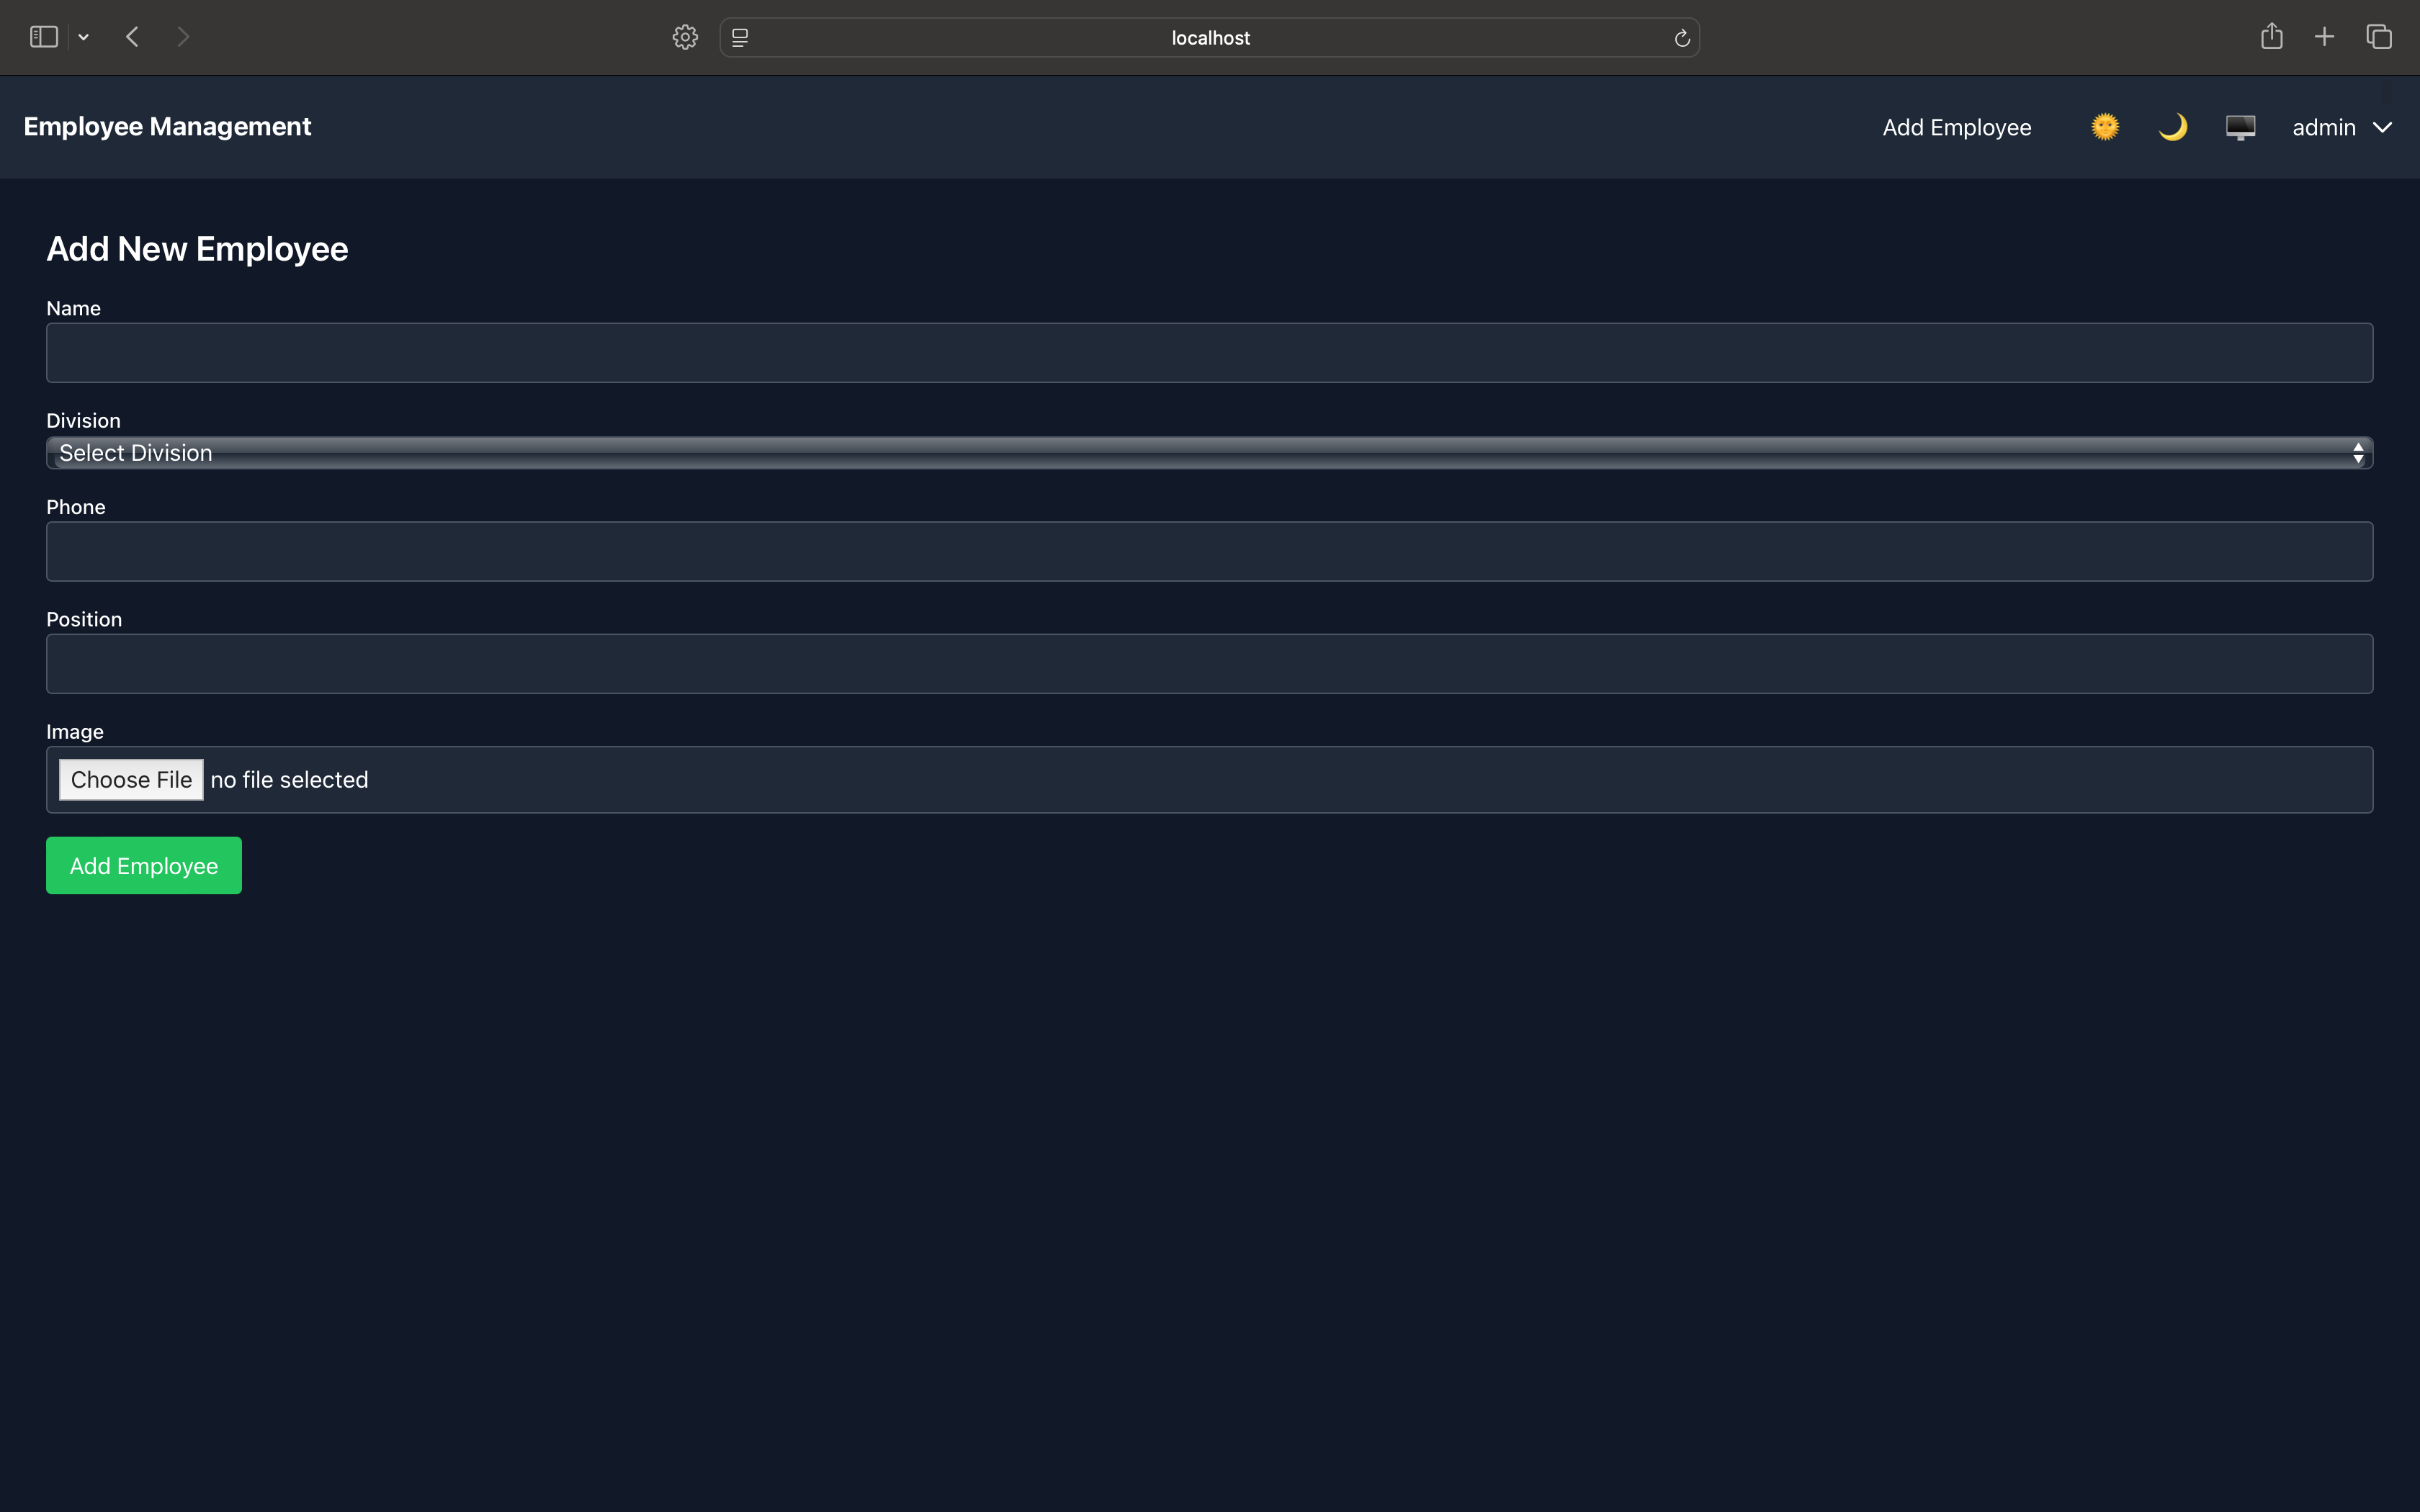 localhost
Employee Management
Add Employee
admin
Add New Employee
Name
Division
Select Division
Phone
Position
Image
Choose File no file selected
Add Employee